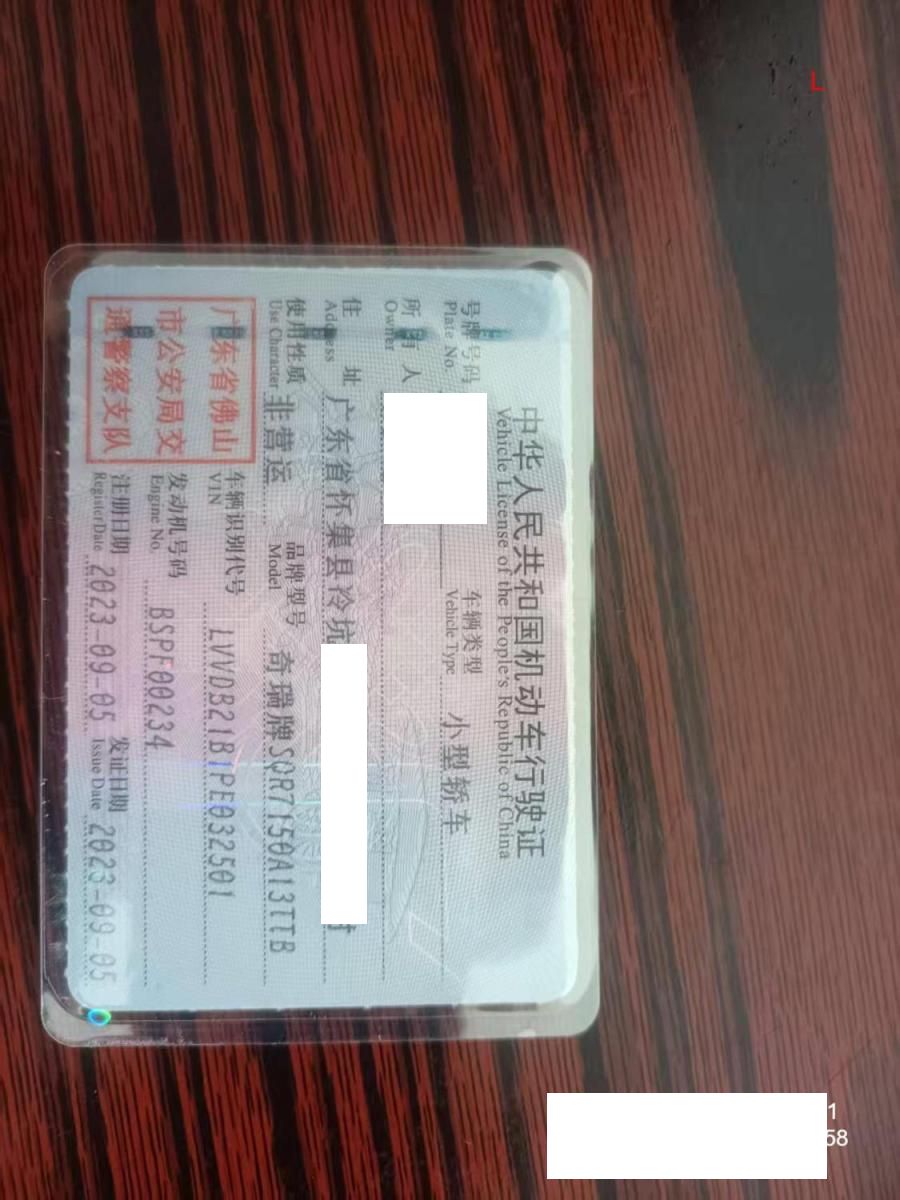 中华人民共和国机动车行驶证
Vehicle License of the People's Republic of China
号牌号码
Plate No.
车辆类型 小型轿车
Vehicle Type
所有人
Owner
住址 广东省怀集县冷坑
Address
使用性质 非营运
Use Character
品牌型号 奇瑞牌SQR7150A13TTB
Model
广东省佛山
市公安局交
通警察支队
车辆识别代号 LVVDB21B1PE032501
VIN
发动机号码 BSPF00234
Engine No.
注册日期 2023-09-05
Register Date
发证日期 2023-09-05
Issue Date
L
1
58